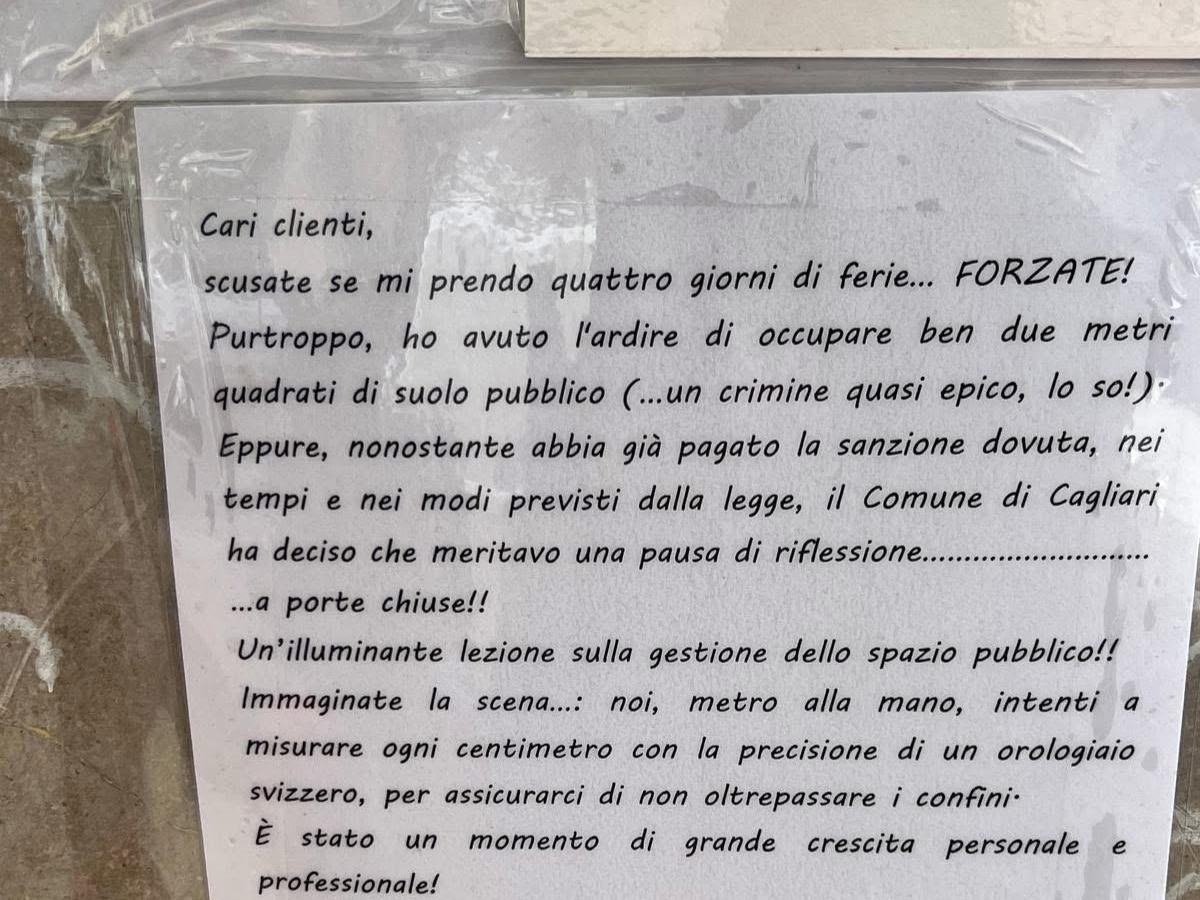 Cari clienti,
scusate se mi prendo quattro giorni di ferie... FORZATE!
Purtroppo, ho avuto l'ardire di occupare ben due metri
quadrati di suolo pubblico (...un crimine quasi epico, lo so!).
Eppure, nonostante abbia già pagato la sanzione dovuta, nei
tempi e nei modi previsti dalla legge, il Comune di Cagliari
ha deciso che meritavo una pausa di riflessione............................
...a porte chiuse!!
Un'illuminante lezione sulla gestione dello spazio pubblico!!
Immaginate la scena...: noi, metro alla mano, intenti a
misurare ogni centimetro con la precisione di un orologiaio
svizzero, per assicurarci di non oltrepassare i confini.
È stato un momento di grande crescita personale e
professionale!